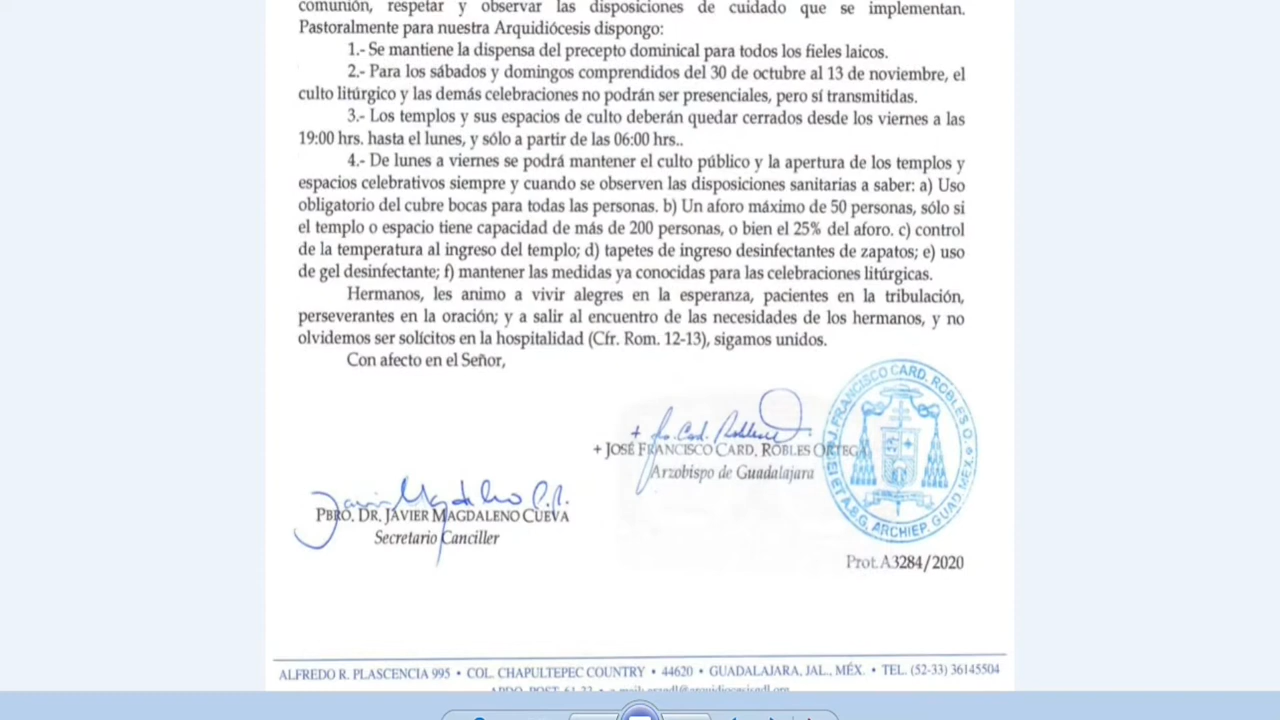 comunión, respetar y observar las disposiciones de cuidado que se implementan.
Pastoralmente para nuestra Arquidiócesis dispongo:
1.- Se mantiene la dispensa del precepto dominical para todos los fieles laicos.
2.- Para los sábados y domingos comprendidos del 30 de octubre al 13 de noviembre, el
culto litúrgico y las demás celebraciones no podrán ser presenciales, pero sí transmitidas.
3.- Los templos y sus espacios de culto deberán quedar cerrados desde los viernes a las
19:00 hrs. hasta el lunes, y sólo a partir de las 06:00 hrs..
4.- De lunes a viernes se podrá mantener el culto público y la apertura de los templos y
espacios celebrativos siempre y cuando se observen las disposiciones sanitarias a saber: a) Uso
obligatorio del cubre bocas para todas las personas. b) Un aforo máximo de 50 personas, sólo si
el templo o espacio tiene capacidad de más de 200 personas, o bien el 25% del aforo. c) control
de la temperatura al ingreso del templo; d) tapetes de ingreso desinfectantes de zapatos; e) uso
de gel desinfectante; f) mantener las medidas ya conocidas para las celebraciones litúrgicas.
Hermanos, les animo a vivir alegres en la esperanza, pacientes en la tribulación,
perseverantes en la oración; y a salir al encuentro de las necesidades de los hermanos, y no
olvidemos ser solícitos en la hospitalidad (Cfr. Rom. 12-13), sigamos unidos.
Con afecto en el Señor,
+ Fo. Card. Robles
+ JOSÉ FRANCISCO CARD. ROBLES ORTEGA
Arzobispo de Guadalajara
J. FRANCISCO CARD. ROBLES O.
ARCHIEP. GUAD. MEX.
Javier Magdaleno C.
PBRO. DR. JAVIER MAGDALENO CUEVA
Secretario Canciller
Prot. A3284/2020
ALFREDO R. PLASCENCIA 995 • COL. CHAPULTEPEC COUNTRY • 44620 • GUADALAJARA, JAL., MÉX. • TEL. (52-33) 36145504